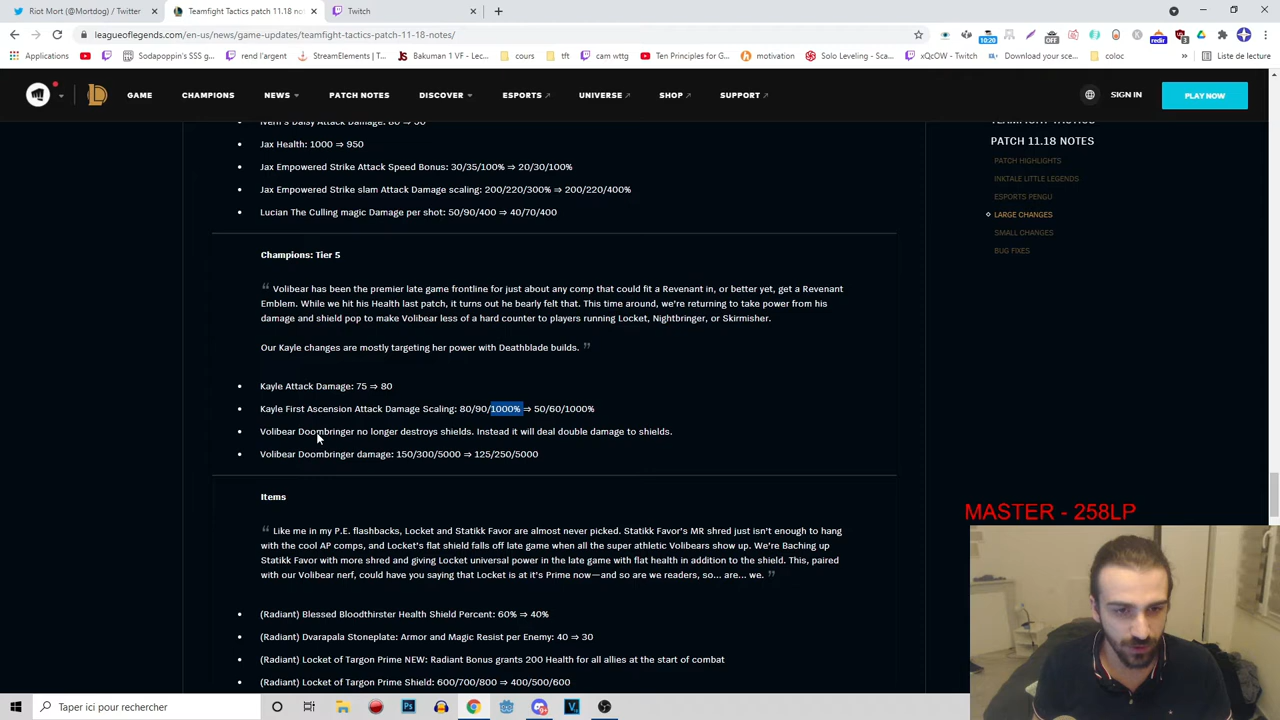 Riot Mort (@Mortdog) / Twitter
Teamfight Tactics patch 11.18 not
Twitch
leagueoflegends.com/en-us/news/game-updates/teamfight-tactics-patch-11-18-notes/
10:20
OFF
redir
3
Applications
Sodapoppin's SSS g...
rend l'argent
StreamElements | T...
Bakuman 1 VF - 11-...
cours
tft
cam wttg
Ten Principles for G...
motivation
Solo Leveling - Sca...
xQcOW - Twitch
Download your sce...
coloc
»
Liste de lecture
GAME
CHAMPIONS
NEWS
PATCH NOTES
DISCOVER
ESPORTS
UNIVERSE
SHOP
SUPPORT
SIGN IN
PLAY NOW
Ivern's Daisy Attack Damage: 80 ⇒ 50
Jax Health: 1000 ⇒ 950
Jax Empowered Strike Attack Speed Bonus: 30/35/100% ⇒ 20/30/100%
Jax Empowered Strike slam Attack Damage scaling: 200/220/300% ⇒ 200/220/400%
Lucian The Culling magic Damage per shot: 50/90/400 ⇒ 40/70/400
Champions: Tier 5
“ Volibear has been the premier late game frontline for just about any comp that could fit a Revenant in, or better yet, get a Revenant
Emblem. While we hit his Health last patch, it turns out he bearly felt that. This time around, we're returning to take power from his
damage and shield pop to make Volibear less of a hard counter to players running Locket, Nightbringer, or Skirmisher.
Our Kayle changes are mostly targeting her power with Deathblade builds. ”
Kayle Attack Damage: 75 ⇒ 80
Kayle First Ascension Attack Damage Scaling: 80/90/1000% ⇒ 50/60/1000%
Volibear Doombringer no longer destroys shields. Instead it will deal double damage to shields.
Volibear Doombringer damage: 150/300/5000 ⇒ 125/250/5000
Items
“ Like me in my P.E. flashbacks, Locket and Statikk Favor are almost never picked. Statikk Favor's MR shred just isn't enough to hang
with the cool AP comps, and Locket's flat shield falls off late game when all the super athletic Volibears show up. We're Baching up
Statikk Favor with more shred and giving Locket universal power in the late game with flat health in addition to the shield. This, paired
with our Volibear nerf, could have you saying that Locket is at it's Prime now—and so are we readers, so... are... we. ”
(Radiant) Blessed Bloodthirster Health Shield Percent: 60% ⇒ 40%
(Radiant) Dvarapala Stoneplate: Armor and Magic Resist per Enemy: 40 ⇒ 30
(Radiant) Locket of Targon Prime NEW: Radiant Bonus grants 200 Health for all allies at the start of combat
(Radiant) Locket of Targon Prime Shield: 600/700/800 ⇒ 400/500/600
TEAMFIGHT TACTICS
PATCH 11.18 NOTES
PATCH HIGHLIGHTS
INKTALE LITTLE LEGENDS
ESPORTS PENGU
LARGE CHANGES
SMALL CHANGES
BUG FIXES
MASTER - 258LP
Taper ici pour rechercher